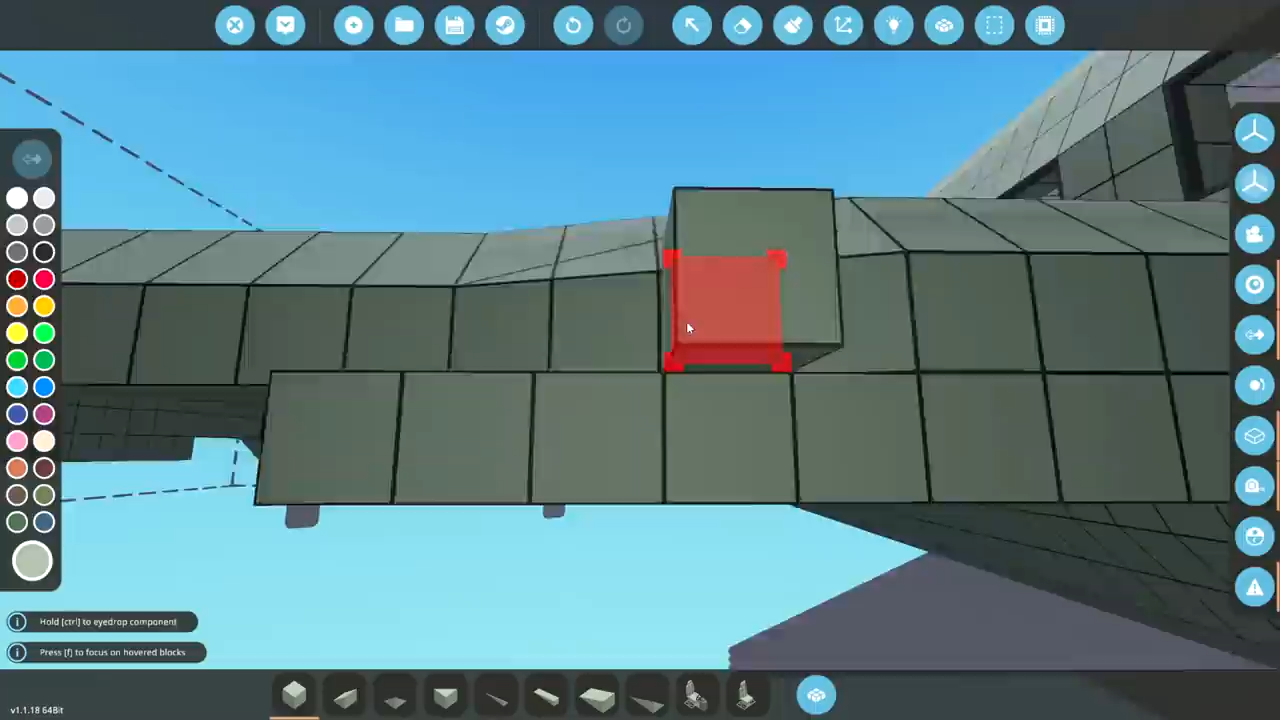 Hold [ctrl] to eyedrop component
Press [f] to focus on hovered blocks
v1.1.18 64Bit